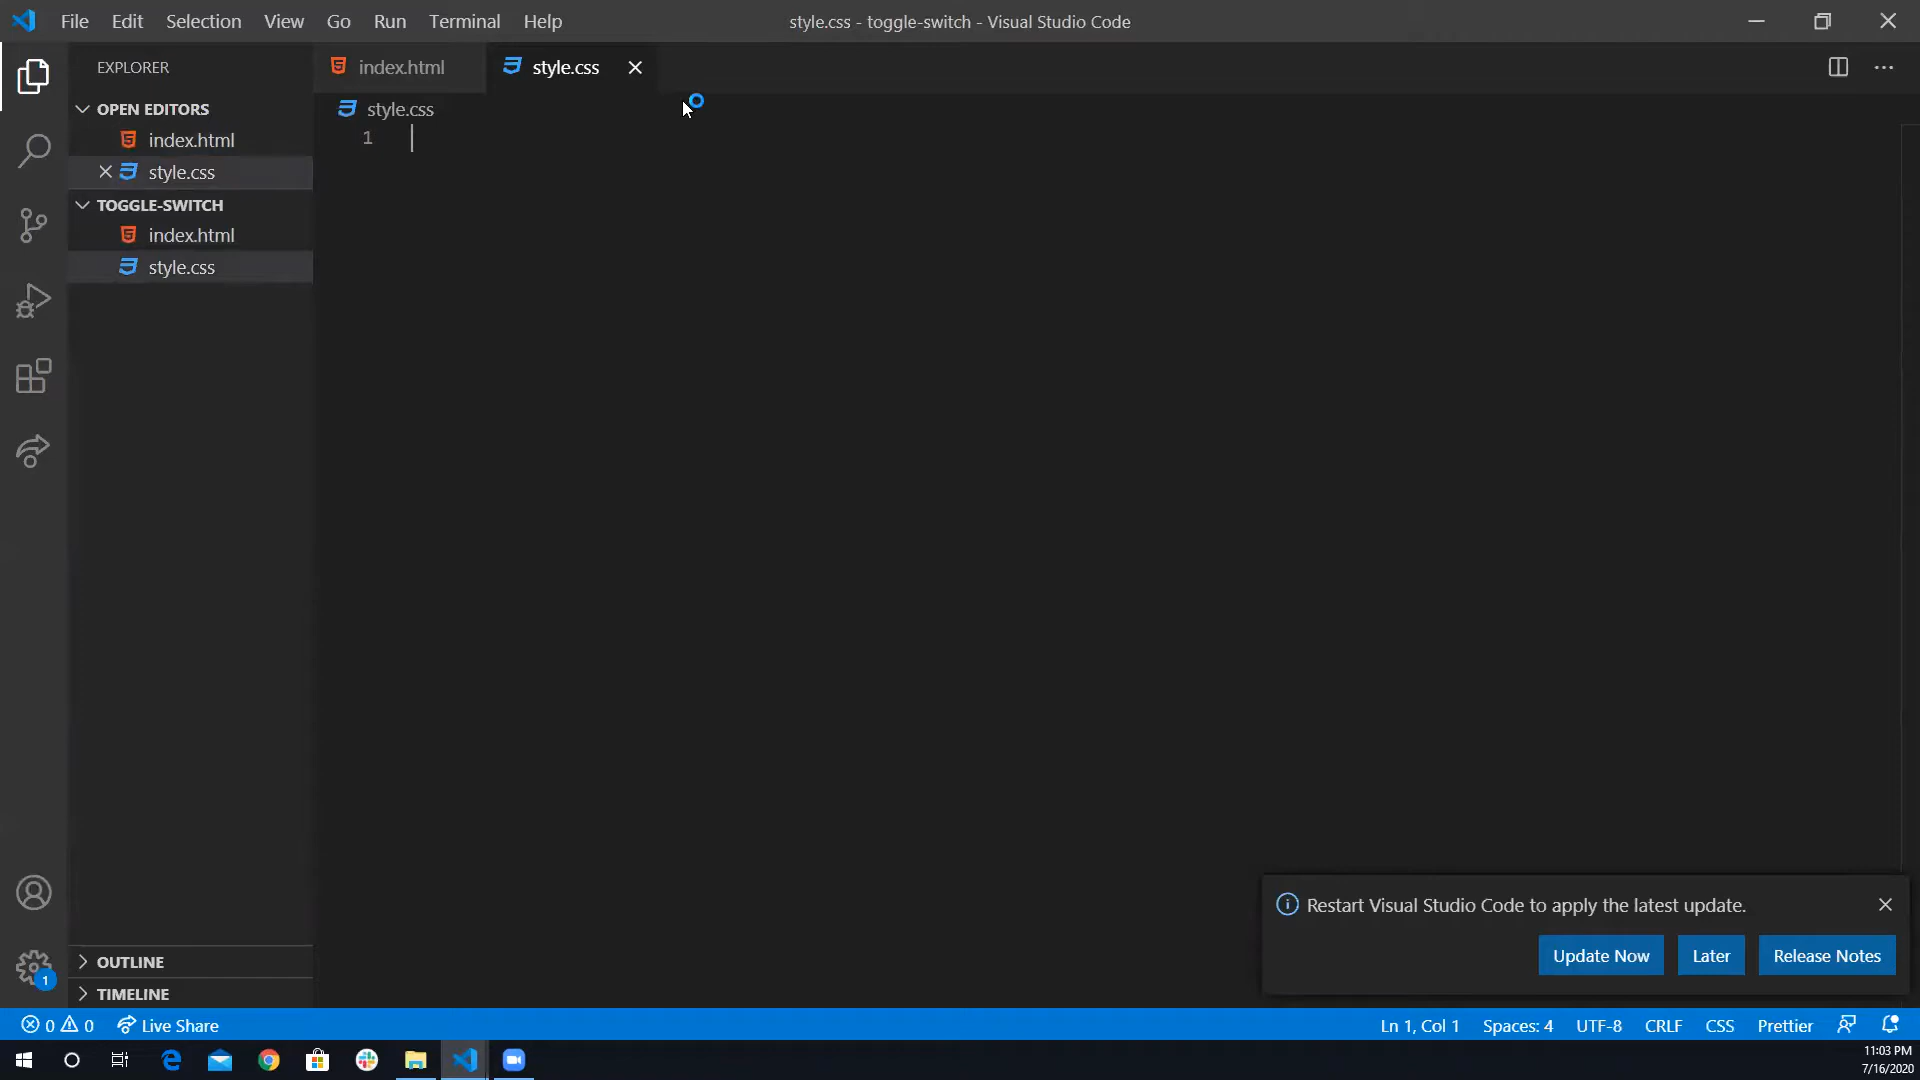 File Edit Selection View Go Run Terminal Help style.css - toggle-switch - Visual Studio Code
EXPLORER
index.html style.css
OPEN EDITORS
style.css
index.html
1
style.css
TOGGLE-SWITCH
index.html
style.css
Restart Visual Studio Code to apply the latest update.
Update Now Later Release Notes
OUTLINE
1
TIMELINE
0 0 Live Share Ln 1, Col 1 Spaces: 4 UTF-8 CRLF CSS Prettier
11:03 PM
7/16/2020